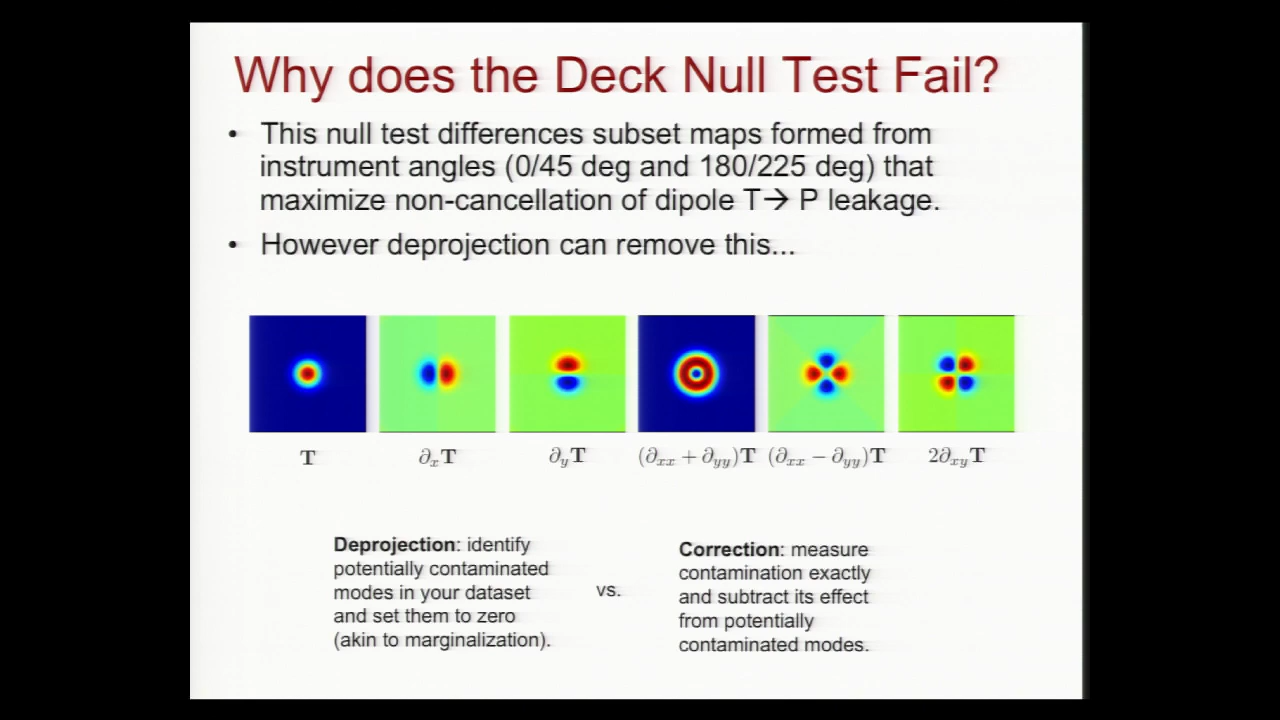 Why does the Deck Null Test Fail?
• This null test differences subset maps formed from
instrument angles (0/45 deg and 180/225 deg) that
maximize non-cancellation of dipole T→ P leakage.
• However deprojection can remove this...
T
∂ₓT
∂ᵧT
(∂ₓₓ + ∂ᵧᵧ)T
(∂ₓₓ − ∂ᵧᵧ)T
2∂ₓᵧT
Deprojection: identify
potentially contaminated
modes in your dataset
and set them to zero
(akin to marginalization).
vs.
Correction: measure
contamination exactly
and subtract its effect
from potentially
contaminated modes.